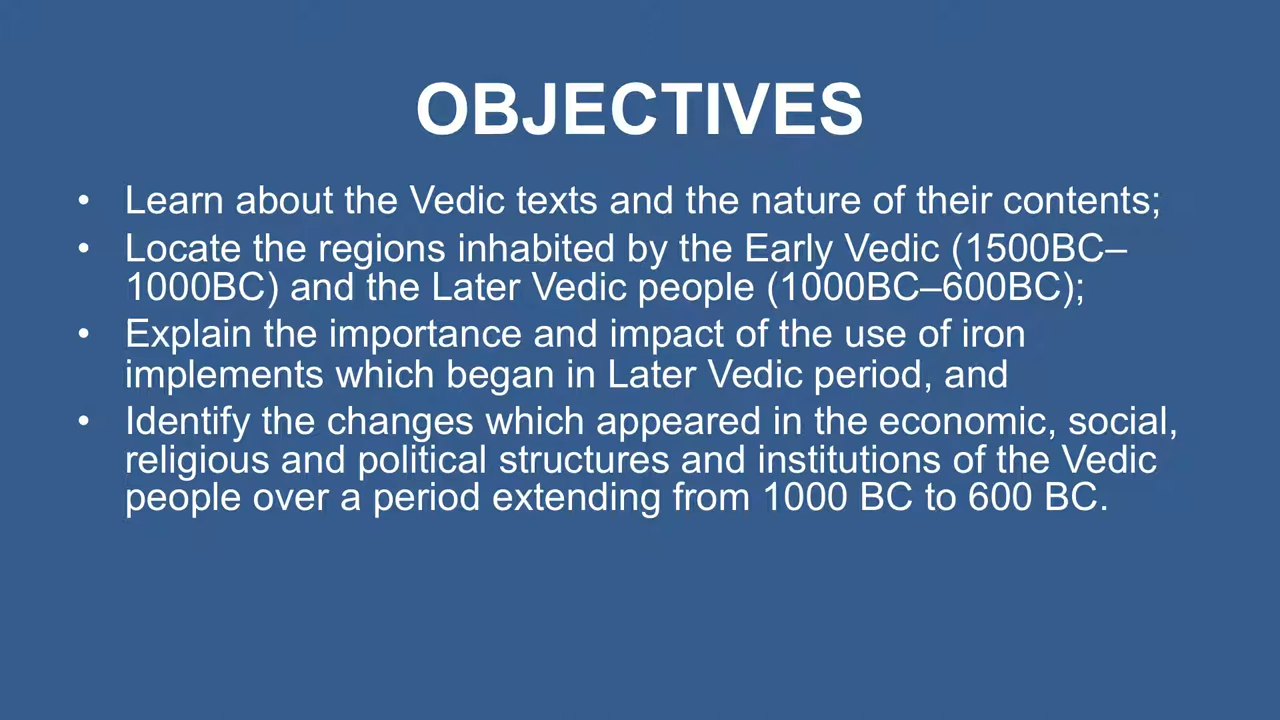 OBJECTIVES
• Learn about the Vedic texts and the nature of their contents;
• Locate the regions inhabited by the Early Vedic (1500BC–
1000BC) and the Later Vedic people (1000BC–600BC);
• Explain the importance and impact of the use of iron
implements which began in Later Vedic period, and
• Identify the changes which appeared in the economic, social,
religious and political structures and institutions of the Vedic
people over a period extending from 1000 BC to 600 BC.